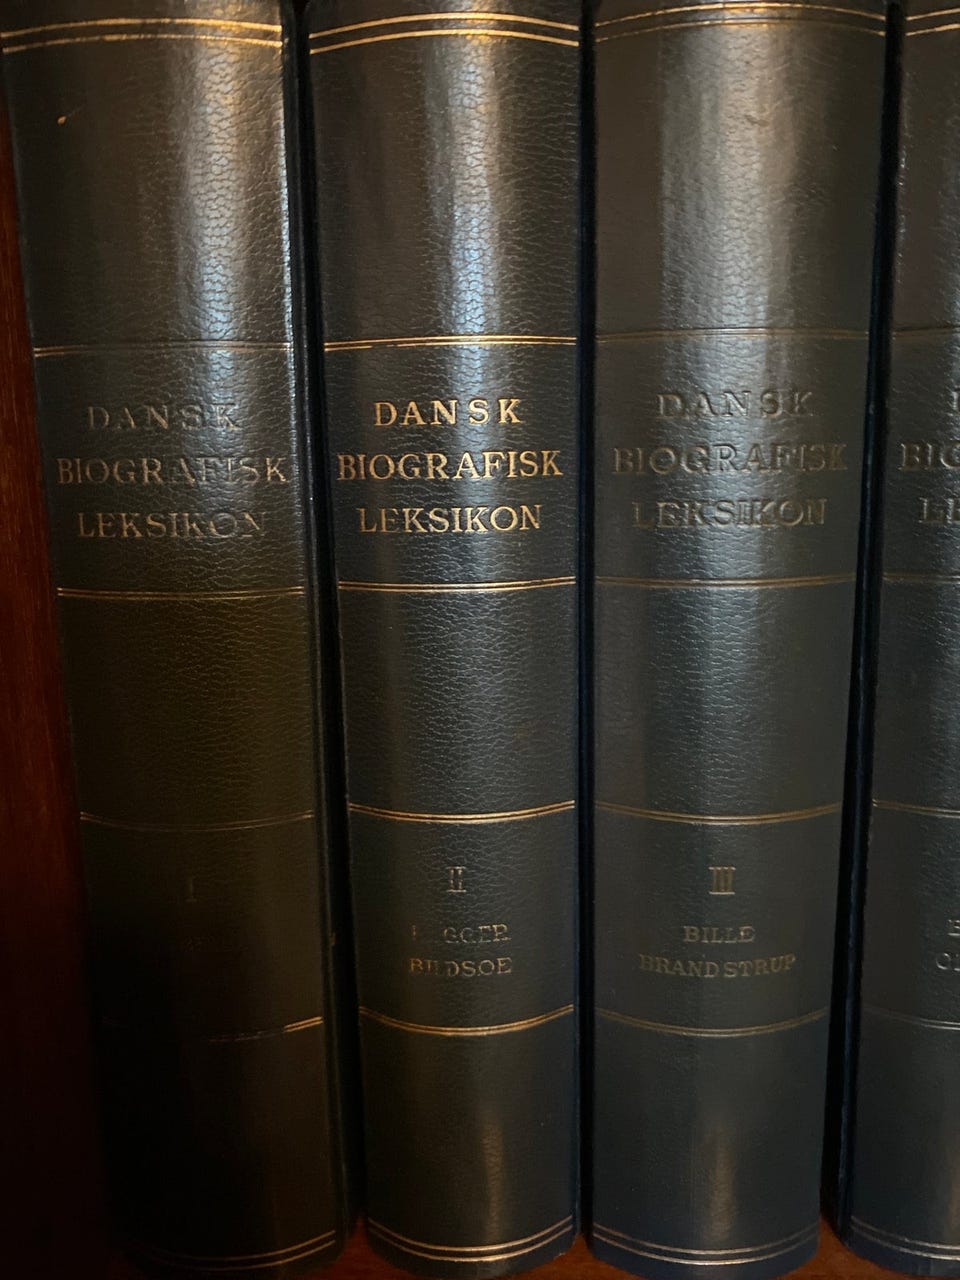 DANSK
BIOGRAFISK
LEKSIKON
I
DANSK
BIOGRAFISK
LEKSIKON
II
BILDSOE
DANSK
BIOGRAFISK
LEKSIKON
III
BILLE
BRANDSTRUP